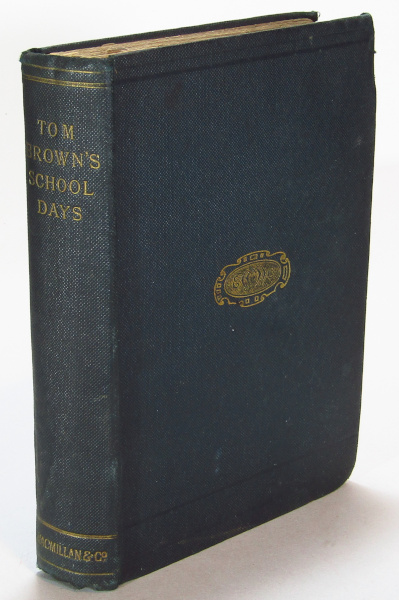 TOM
BROWN'S
SCHOOL
DAYS
MACMILLAN & Co.